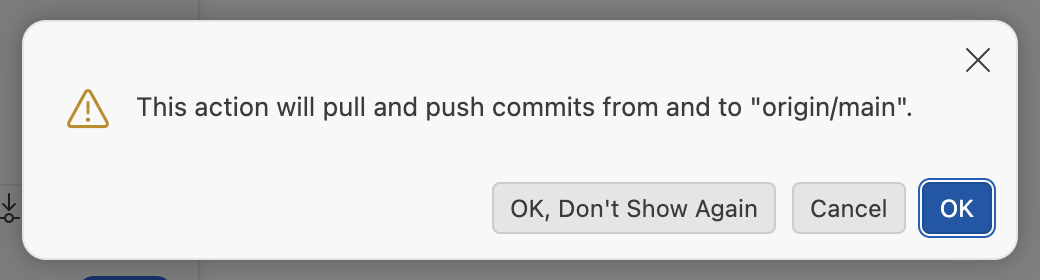 This action will pull and push commits from and to "origin/main".
OK, Don't Show Again
Cancel
OK